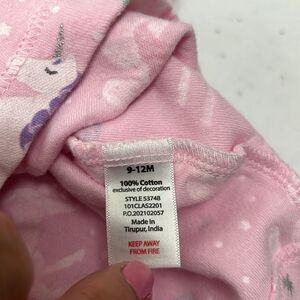 9-12M
100% Cotton
exclusive of decoration
STYLE 53748
101CLAS2201
P.O.202102057
Made in
Tirupur, India
KEEP AWAY
FROM FIRE